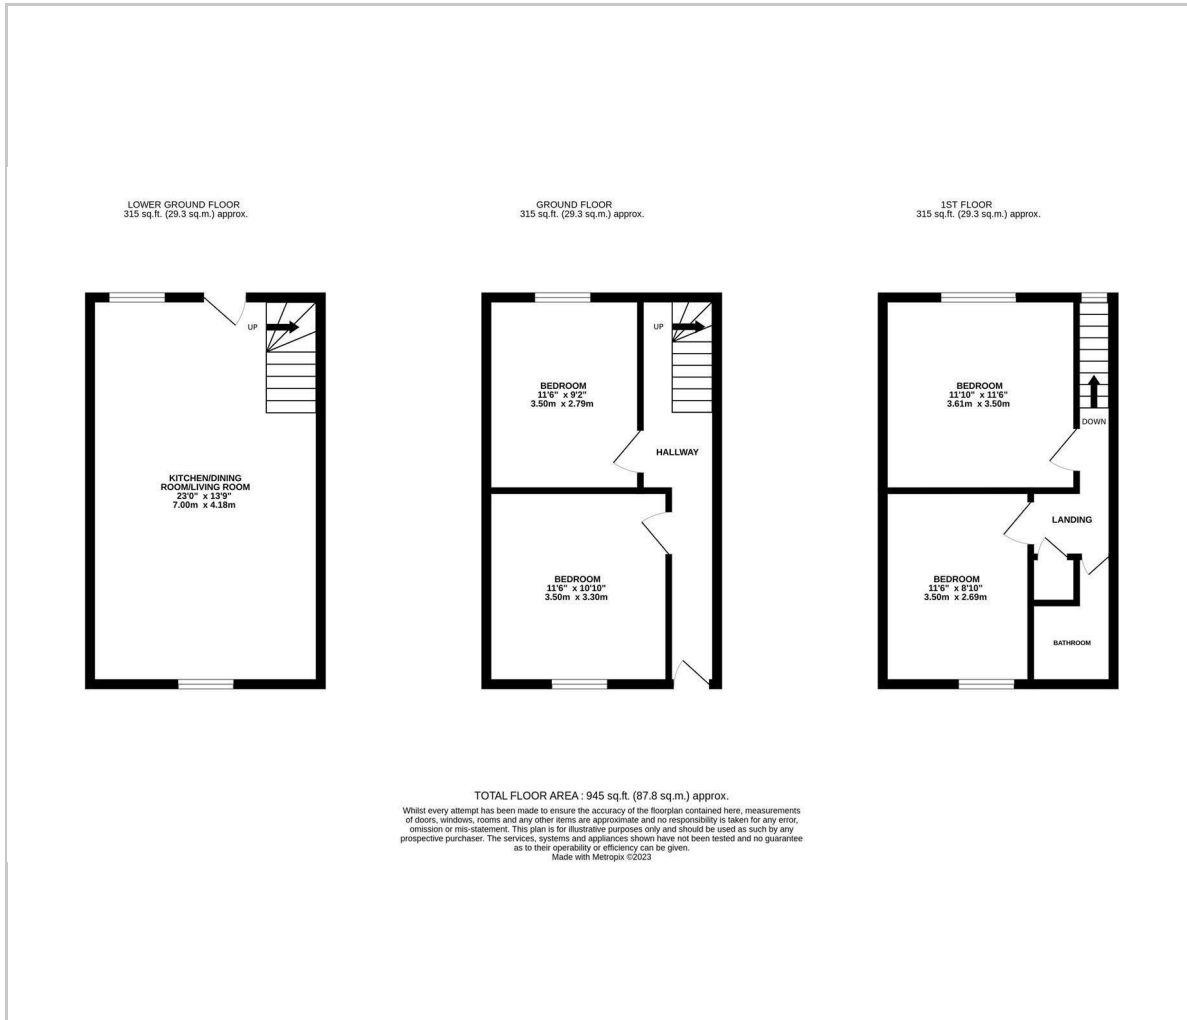 LOWER GROUND FLOOR
315 sq.ft. (29.3 sq.m.) approx.
UP
KITCHEN/DINING
ROOM/LIVING ROOM
23'0" x 13'9"
7.00m x 4.18m
GROUND FLOOR
315 sq.ft. (29.3 sq.m.) approx.
UP
BEDROOM
11'6" x 9'2"
3.50m x 2.79m
HALLWAY
BEDROOM
11'6" x 10'10"
3.50m x 3.30m
1ST FLOOR
315 sq.ft. (29.3 sq.m.) approx.
BEDROOM
11'10" x 11'6"
3.61m x 3.50m
DOWN
LANDING
BEDROOM
11'6" x 8'10"
3.50m x 2.69m
BATHROOM
TOTAL FLOOR AREA : 945 sq.ft. (87.8 sq.m.) approx.
Whilst every attempt has been made to ensure the accuracy of the floorplan contained here, measurements
of doors, windows, rooms and any other items are approximate and no responsibility is taken for any error,
omission or mis-statement. This plan is for illustrative purposes only and should be used as such by any
prospective purchaser. The services, systems and appliances shown have not been tested and no guarantee
as to their operability or efficiency can be given.
Made with Metropix ©2023